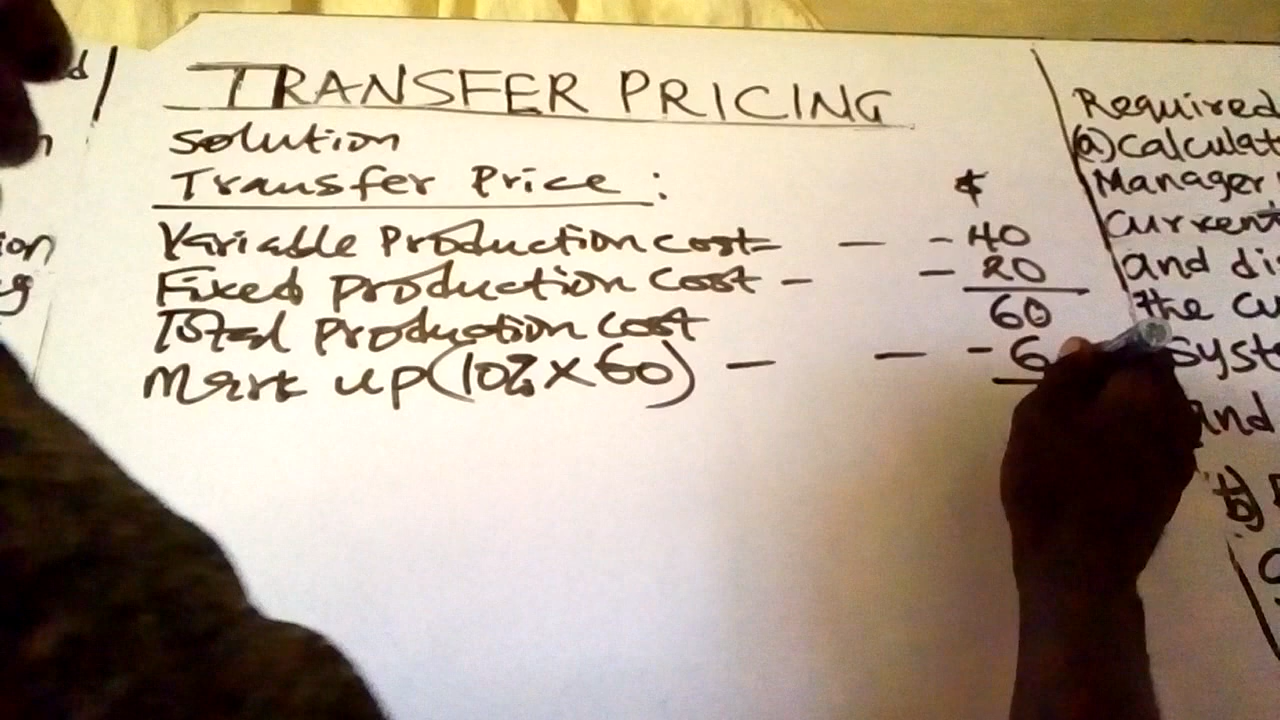 TRANSFER PRICING
Solution
Transfer Price : $
Variable Production cost - - 40
Fixed production cost - - 20
Total production cost 60
Mark up (10% x 60) - - - 6
Required
(a) calculat
Manager
Current
and di
the cu
syste
and
b)